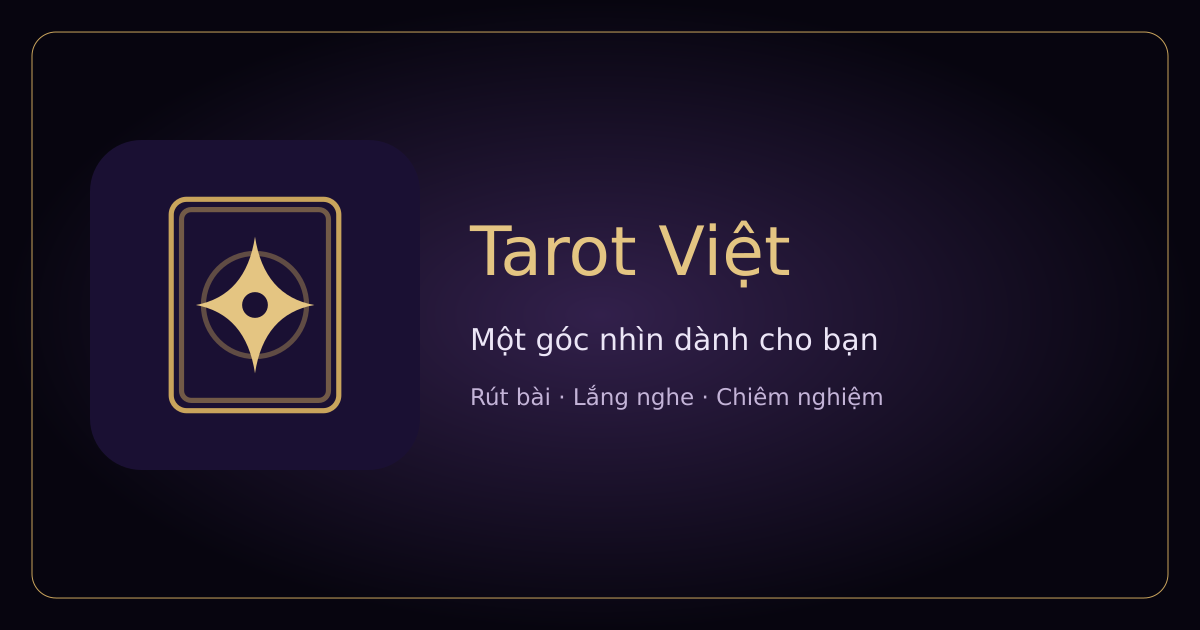 Tarot Việt
Một góc nhìn dành cho bạn
Rút bài · Lắng nghe · Chiêm nghiệm